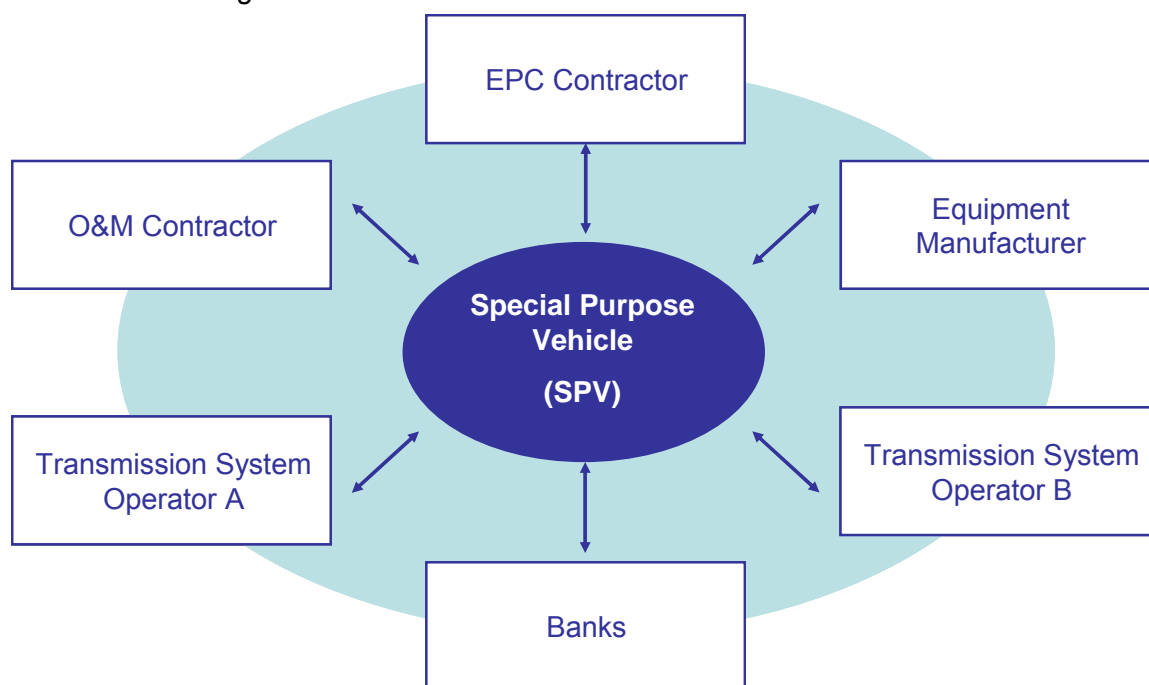 EPC Contractor
O&M Contractor
Equipment
Manufacturer
Special Purpose
Vehicle
(SPV)
Transmission System
Operator A
Transmission System
Operator B
Banks